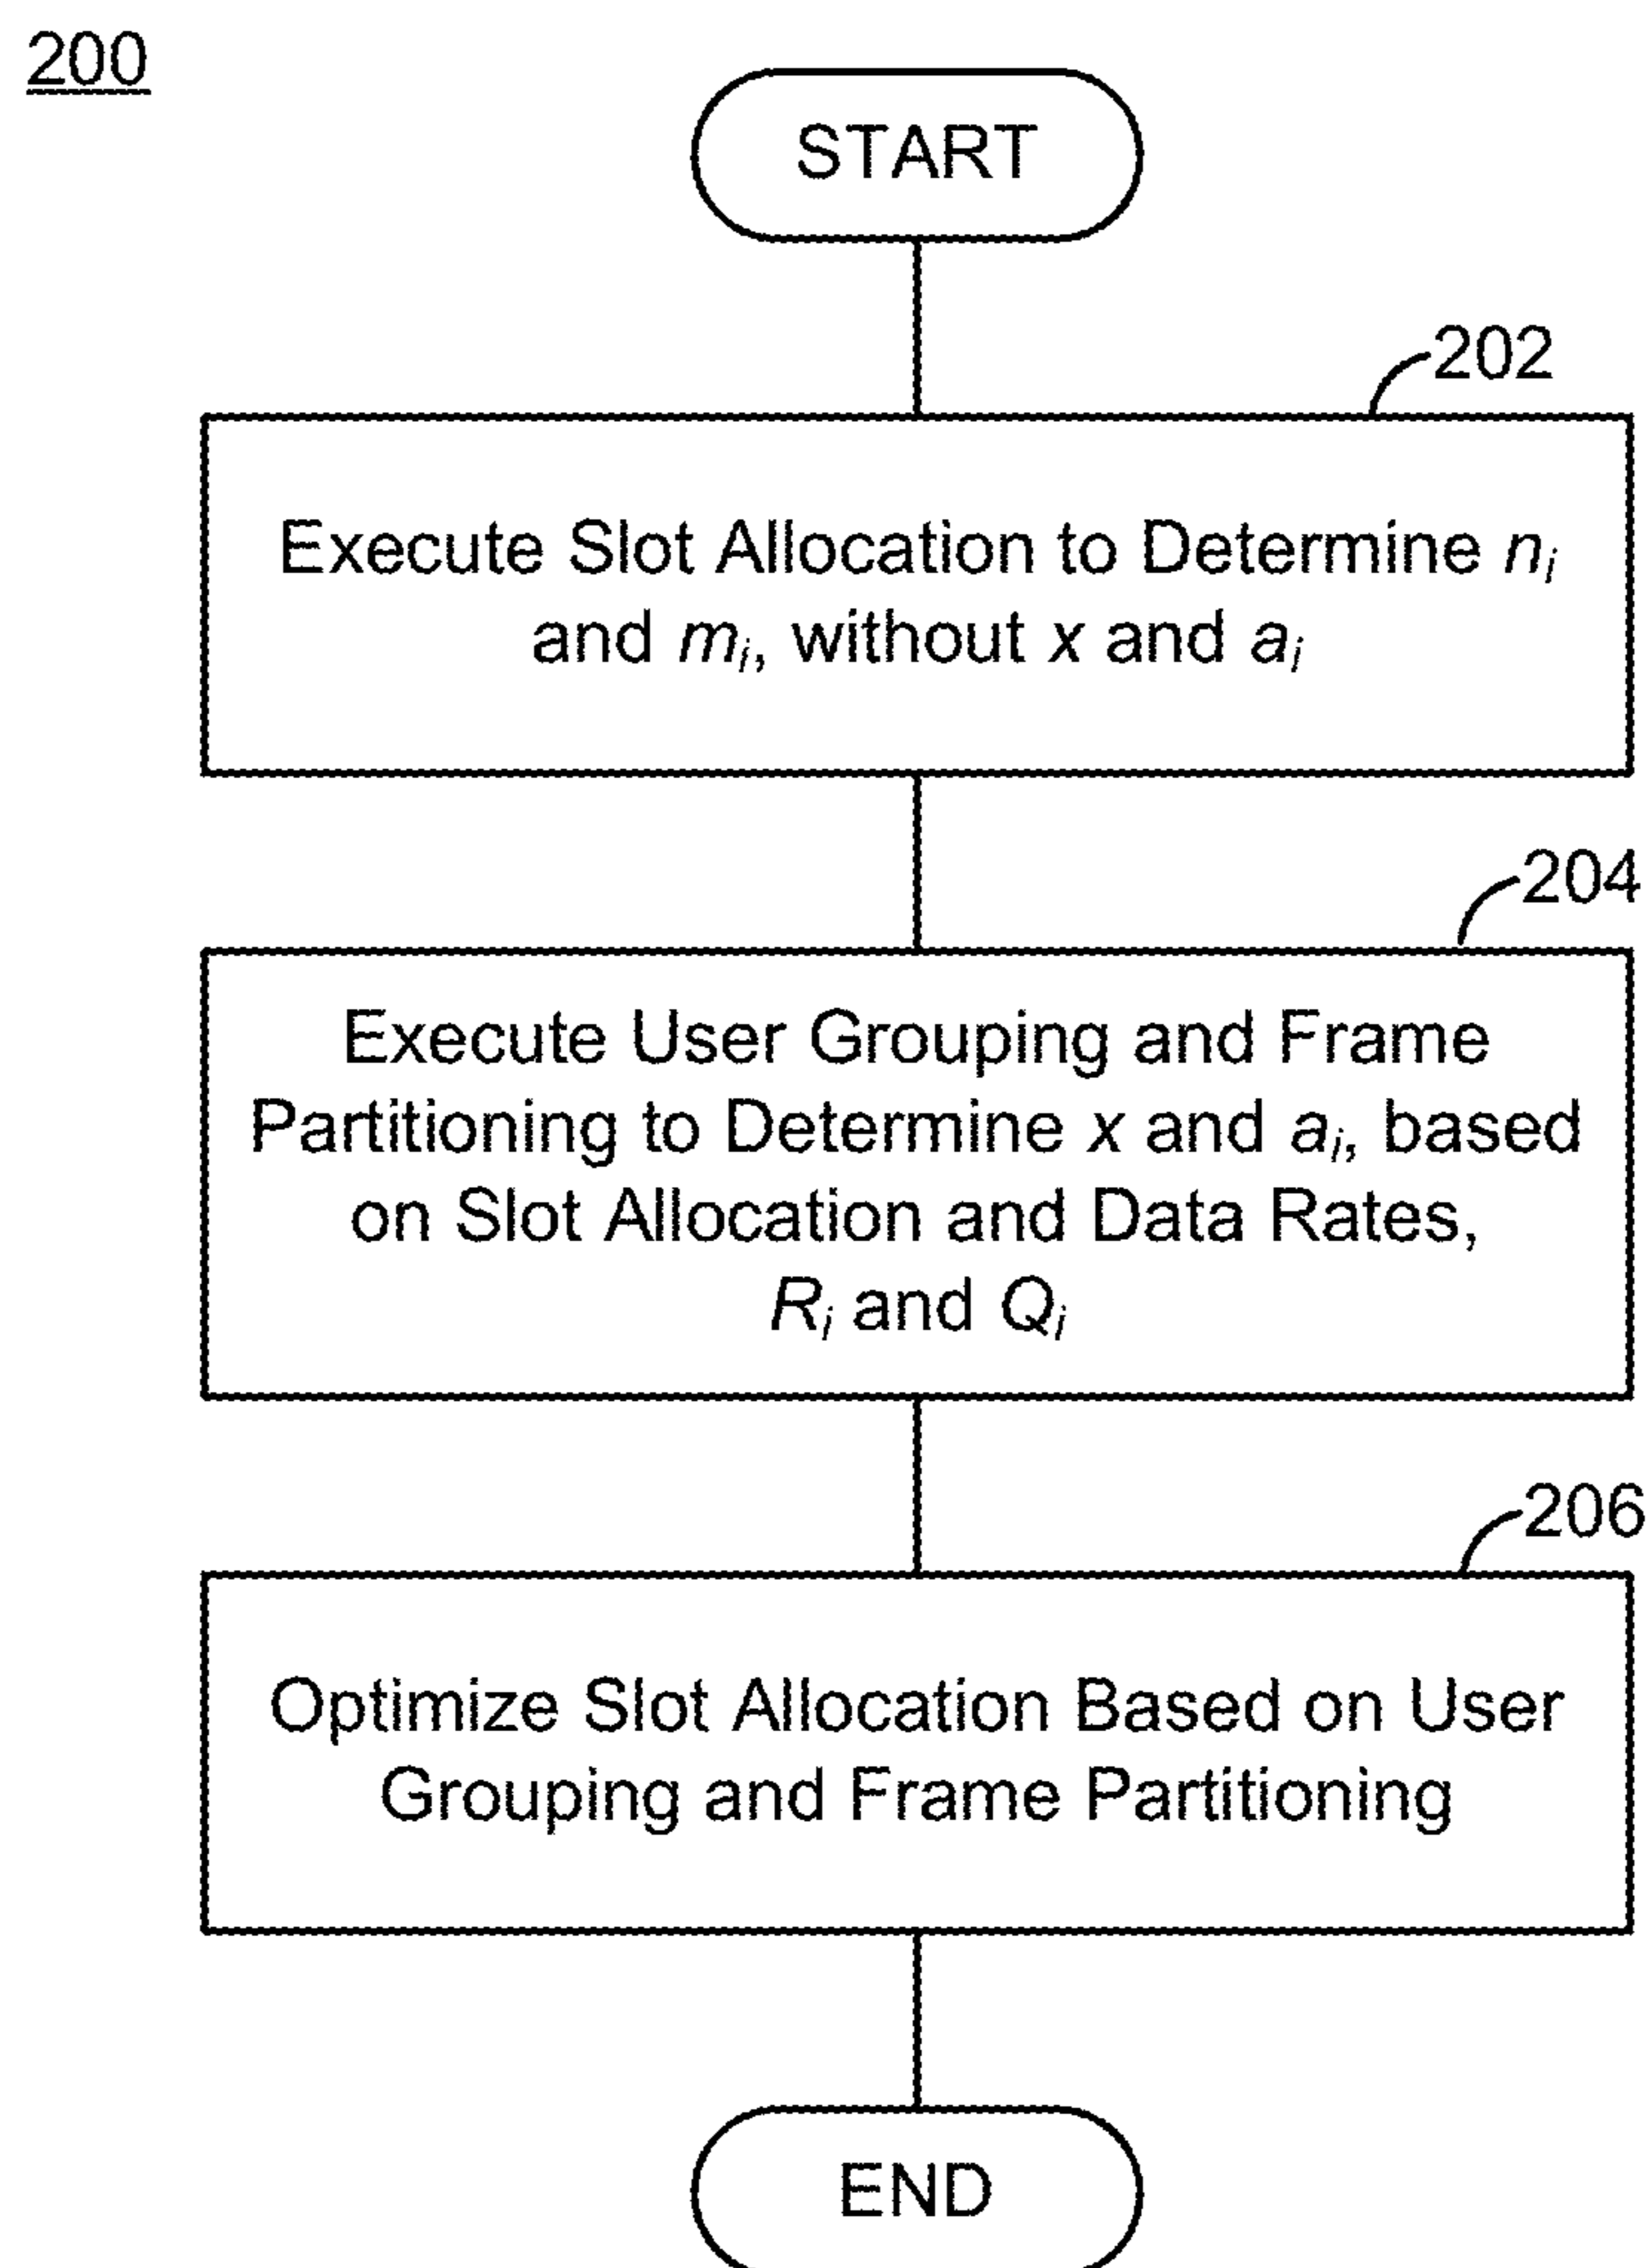 200
START
202
Execute Slot Allocation to Determine nᵢ
and mᵢ, without x and aᵢ
204
Execute User Grouping and Frame
Partitioning to Determine x and aᵢ, based
on Slot Allocation and Data Rates,
Rᵢ and Qᵢ
206
Optimize Slot Allocation Based on User
Grouping and Frame Partitioning
END